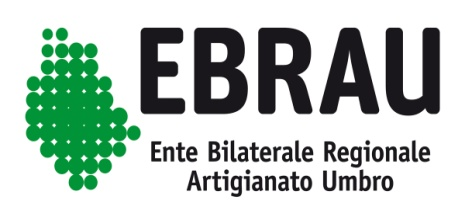 EBRAU
Ente Bilaterale Regionale
Artigianato Umbro